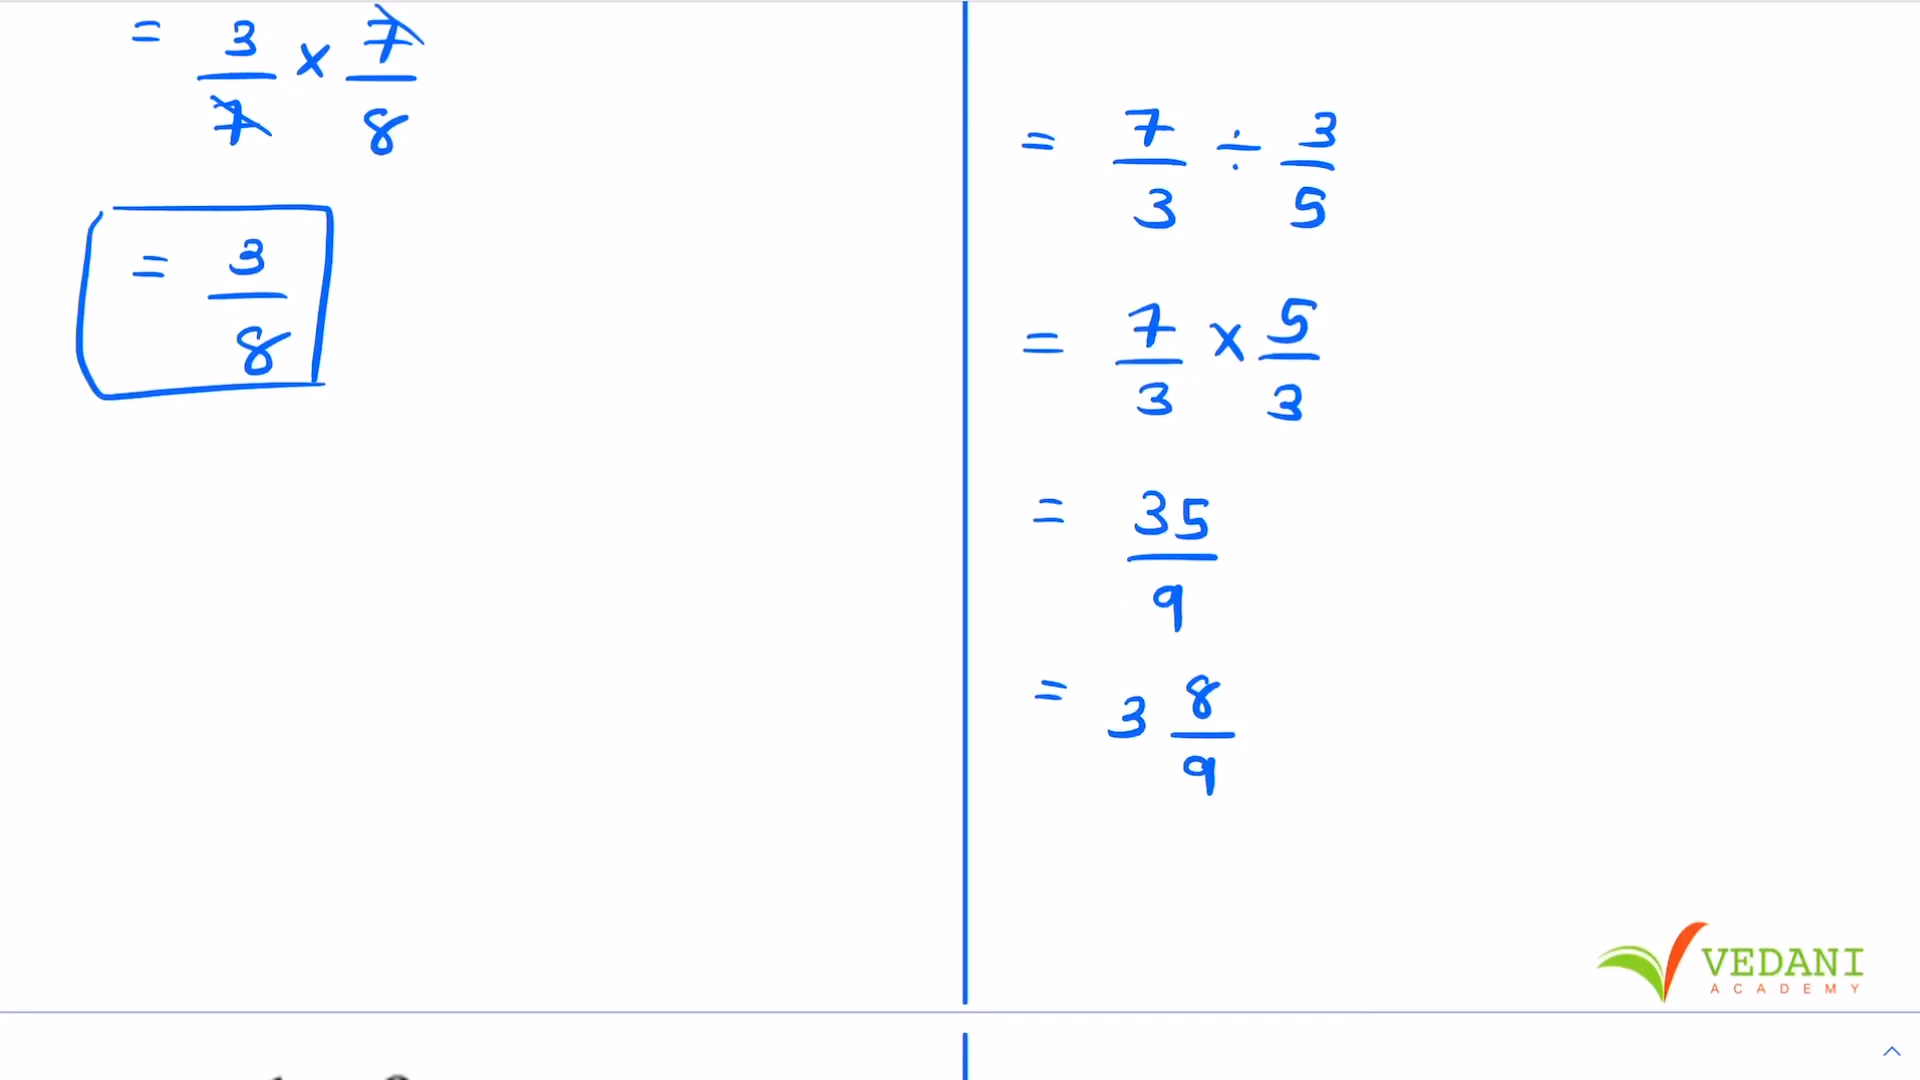 = 3/7 × 7/8
= 3/8
= 7/3 ÷ 3/5
= 7/3 × 5/3
= 35/9
= 3 8/9
VEDANI
ACADEMY